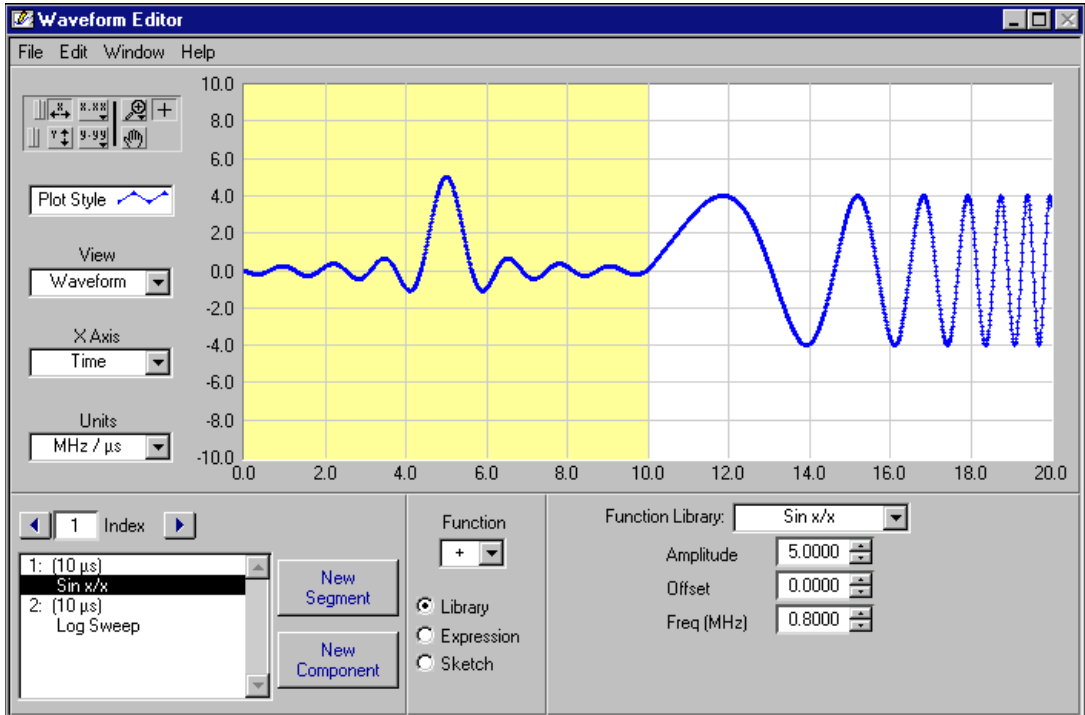 Waveform Editor
File Edit Window Help
X
x.xx
Y
y.yy
Plot Style
View
Waveform
X Axis
Time
Units
MHz / µs
10.0
8.0
6.0
4.0
2.0
0.0
-2.0
-4.0
-6.0
-8.0
-10.0
0.0 2.0 4.0 6.0 8.0 10.0 12.0 14.0 16.0 18.0 20.0
1 Index
1: (10 µs)
Sin x/x
2: (10 µs)
Log Sweep
New
Segment
New
Component
Function
+
Library
Expression
Sketch
Function Library: Sin x/x
Amplitude 5.0000
Offset 0.0000
Freq (MHz) 0.8000